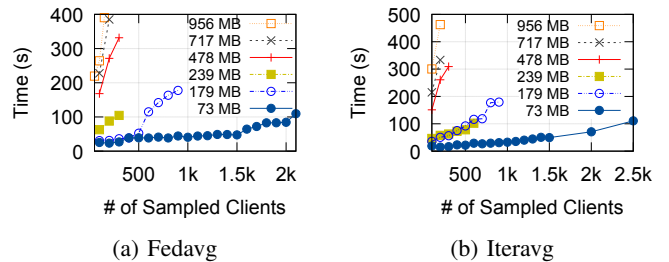 400
300
200
100
0
Time (s)
500
1k
1.5k
2k
# of Sampled Clients
956 MB
717 MB
478 MB
239 MB
179 MB
73 MB
(a) Fedavg
500
400
300
200
100
0
Time (s)
500
1k
1.5k
2k
2.5k
# of Sampled Clients
956 MB
717 MB
478 MB
239 MB
179 MB
73 MB
(b) Iteravg